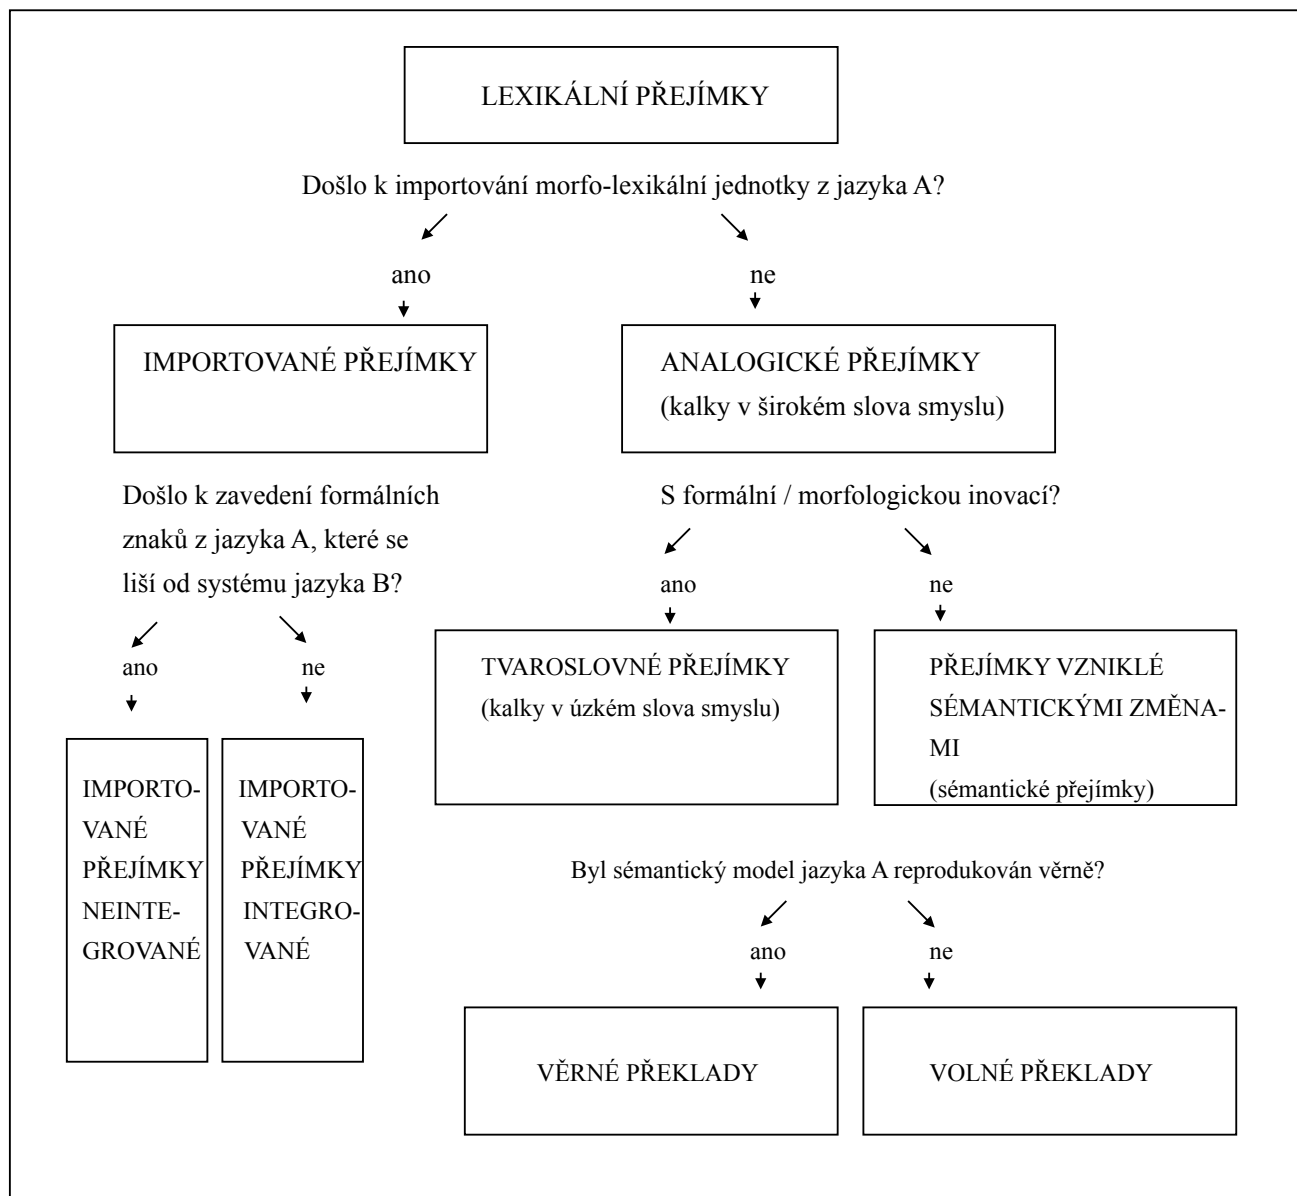 LEXIKÁLNÍ PŘEJÍMKY
Došlo k importování morfo-lexikální jednotky z jazyka A?
ano
ne
IMPORTOVANÉ PŘEJÍMKY
ANALOGICKÉ PŘEJÍMKY
(kalky v širokém slova smyslu)
Došlo k zavedení formálních
znaků z jazyka A, které se
liší od systému jazyka B?
S formální / morfologickou inovací?
ano
ne
ano
ne
IMPORTO-
VANÉ
PŘEJÍMKY
NEINTE-
GROVANÉ
IMPORTO-
VANÉ
PŘEJÍMKY
INTEGRO-
VANÉ
TVAROSLOVNÉ PŘEJÍMKY
(kalky v úzkém slova smyslu)
PŘEJÍMKY VZNIKLÉ
SÉMANTICKÝMI ZMĚNA-
MI
(sémantické přejímky)
Byl sémantický model jazyka A reprodukován věrně?
ano
ne
VĚRNÉ PŘEKLADY
VOLNÉ PŘEKLADY